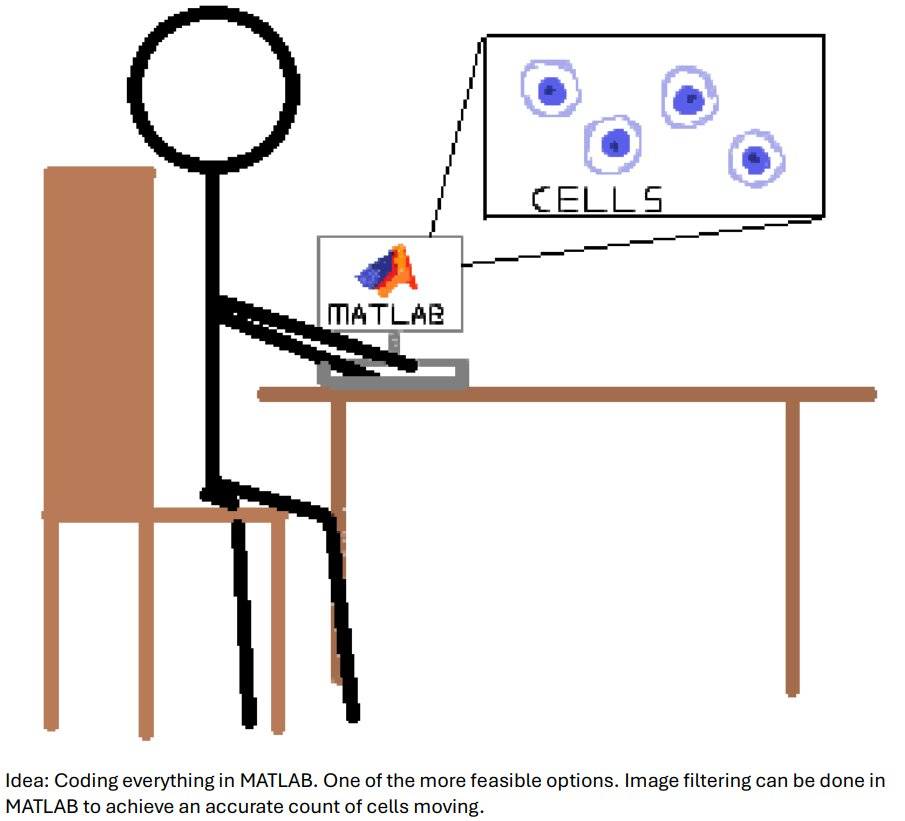 CELLS
MATLAB
Idea: Coding everything in MATLAB. One of the more feasible options. Image filtering can be done in
MATLAB to achieve an accurate count of cells moving.